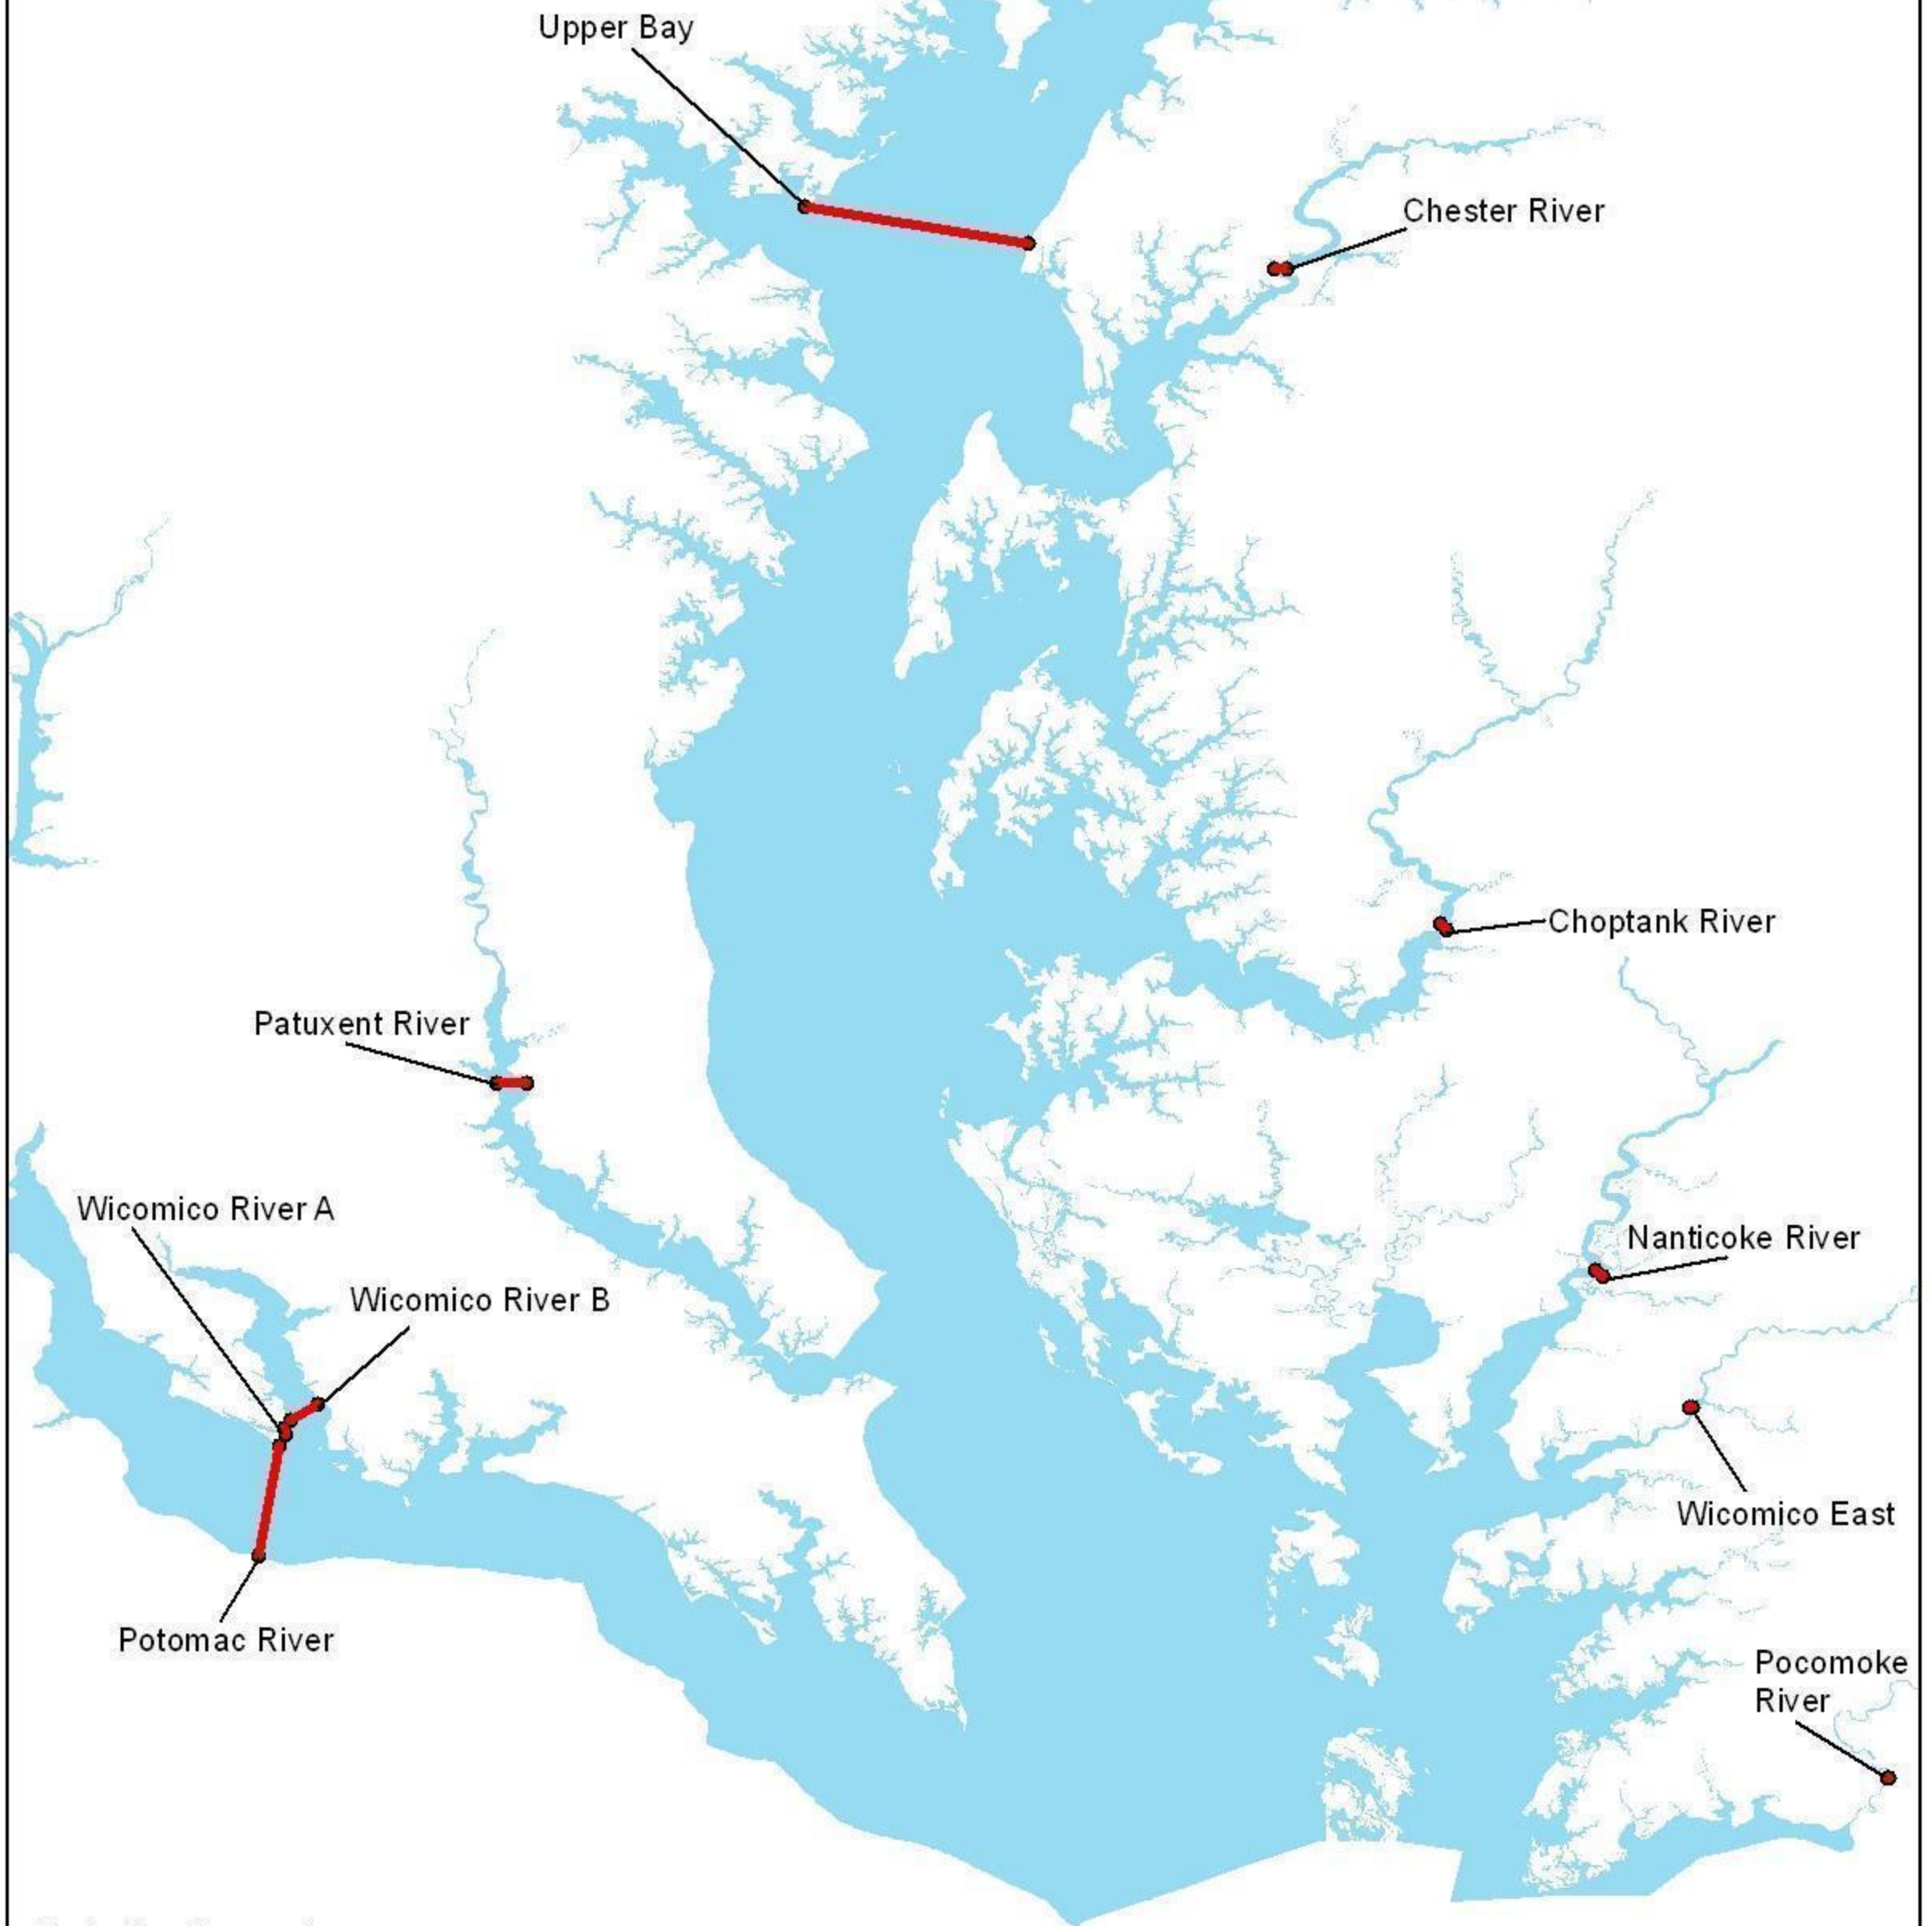 Upper Bay
Chester River
Choptank River
Patuxent River
Wicomico River A
Nanticoke River
Wicomico River B
Wicomico East
Potomac River
Pocomoke
River